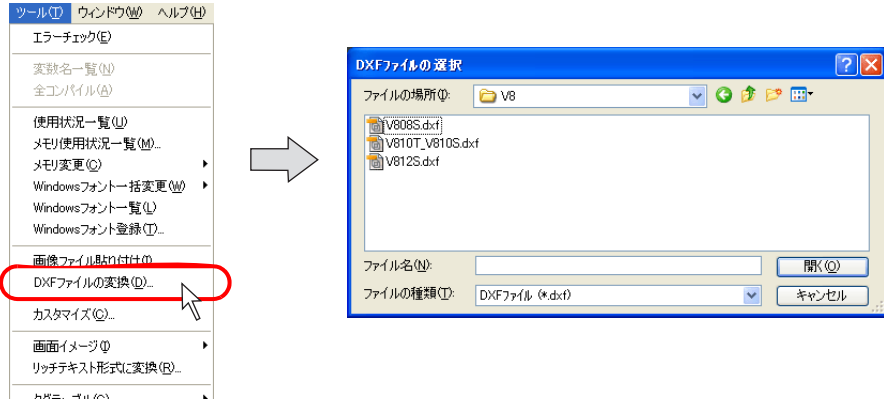 ツール(T) ウィンドウ(W) ヘルプ(H)
エラーチェック(E)
変数名一覧(N)
全コンパイル(A)
使用状況一覧(U)
メモリ使用状況一覧(M)...
メモリ変更(C)
Windowsフォント一括変更(W)
Windowsフォント一覧(L)
Windowsフォント登録(T)...
画像ファイル貼り付け(I)
DXFファイルの変換(D)...
カスタマイズ(C)...
画面イメージ(I)
リッチテキスト形式に変換(R)...
DXFファイルの選択
ファイルの場所(I):
V8
V808S.dxf
V810T_V810S.dxf
V812S.dxf
ファイル名(N):
開く(O)
ファイルの種類(T):
DXFファイル (*.dxf)
キャンセル